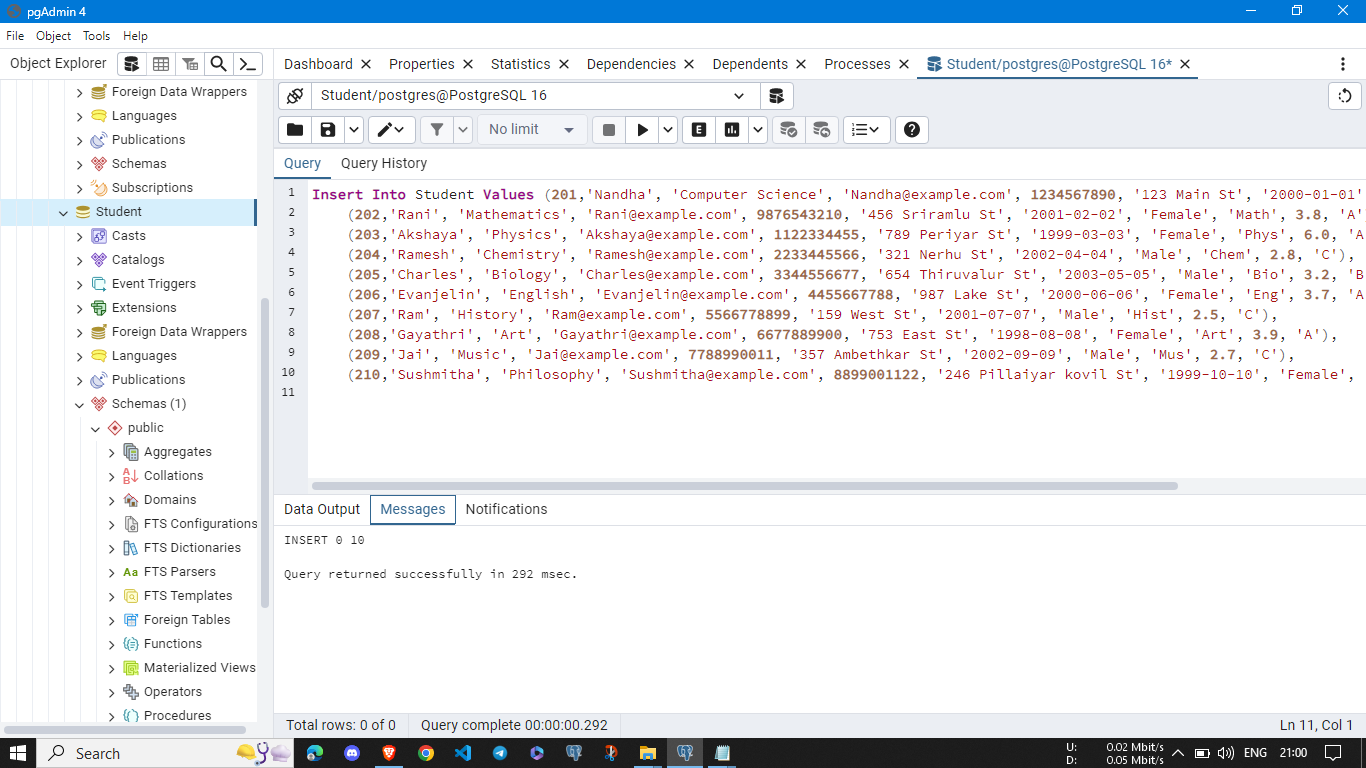 pgAdmin 4
File Object Tools Help
Object Explorer
Dashboard Properties Statistics Dependencies Dependents Processes Student/postgres@PostgreSQL 16*
Foreign Data Wrappers
Languages
Publications
Schemas
Subscriptions
Student
Casts
Catalogs
Event Triggers
Extensions
Foreign Data Wrappers
Languages
Publications
Schemas (1)
public
Aggregates
Collations
Domains
FTS Configurations
FTS Dictionaries
Aa FTS Parsers
FTS Templates
Foreign Tables
Functions
Materialized Views
Operators
Procedures
Student/postgres@PostgreSQL 16
No limit
E
Query Query History
1 Insert Into Student Values (201,'Nandha', 'Computer Science', 'Nandha@example.com', 1234567890, '123 Main St', '2000-01-01'
2 (202,'Rani', 'Mathematics', 'Rani@example.com', 9876543210, '456 Sriramlu St', '2001-02-02', 'Female', 'Math', 3.8, 'A'
3 (203,'Akshaya', 'Physics', 'Akshaya@example.com', 1122334455, '789 Periyar St', '1999-03-03', 'Female', 'Phys', 6.0, 'A
4 (204,'Ramesh', 'Chemistry', 'Ramesh@example.com', 2233445566, '321 Nerhu St', '2002-04-04', 'Male', 'Chem', 2.8, 'C'),
5 (205,'Charles', 'Biology', 'Charles@example.com', 3344556677, '654 Thiruvalur St', '2003-05-05', 'Male', 'Bio', 3.2, 'B
6 (206,'Evanjelin', 'English', 'Evanjelin@example.com', 4455667788, '987 Lake St', '2000-06-06', 'Female', 'Eng', 3.7, 'A
7 (207,'Ram', 'History', 'Ram@example.com', 5566778899, '159 West St', '2001-07-07', 'Male', 'Hist', 2.5, 'C'),
8 (208,'Gayathri', 'Art', 'Gayathri@example.com', 6677889900, '753 East St', '1998-08-08', 'Female', 'Art', 3.9, 'A'),
9 (209,'Jai', 'Music', 'Jai@example.com', 7788990011, '357 Ambethkar St', '2002-09-09', 'Male', 'Mus', 2.7, 'C'),
10 (210,'Sushmitha', 'Philosophy', 'Sushmitha@example.com', 8899001122, '246 Pillaiyar kovil St', '1999-10-10', 'Female',
11
Data Output Messages Notifications
INSERT 0 10
Query returned successfully in 292 msec.
Total rows: 0 of 0 Query complete 00:00:00.292 Ln 11, Col 1
Search
U: 0.02 Mbit/s
D: 0.05 Mbit/s
ENG 21:00